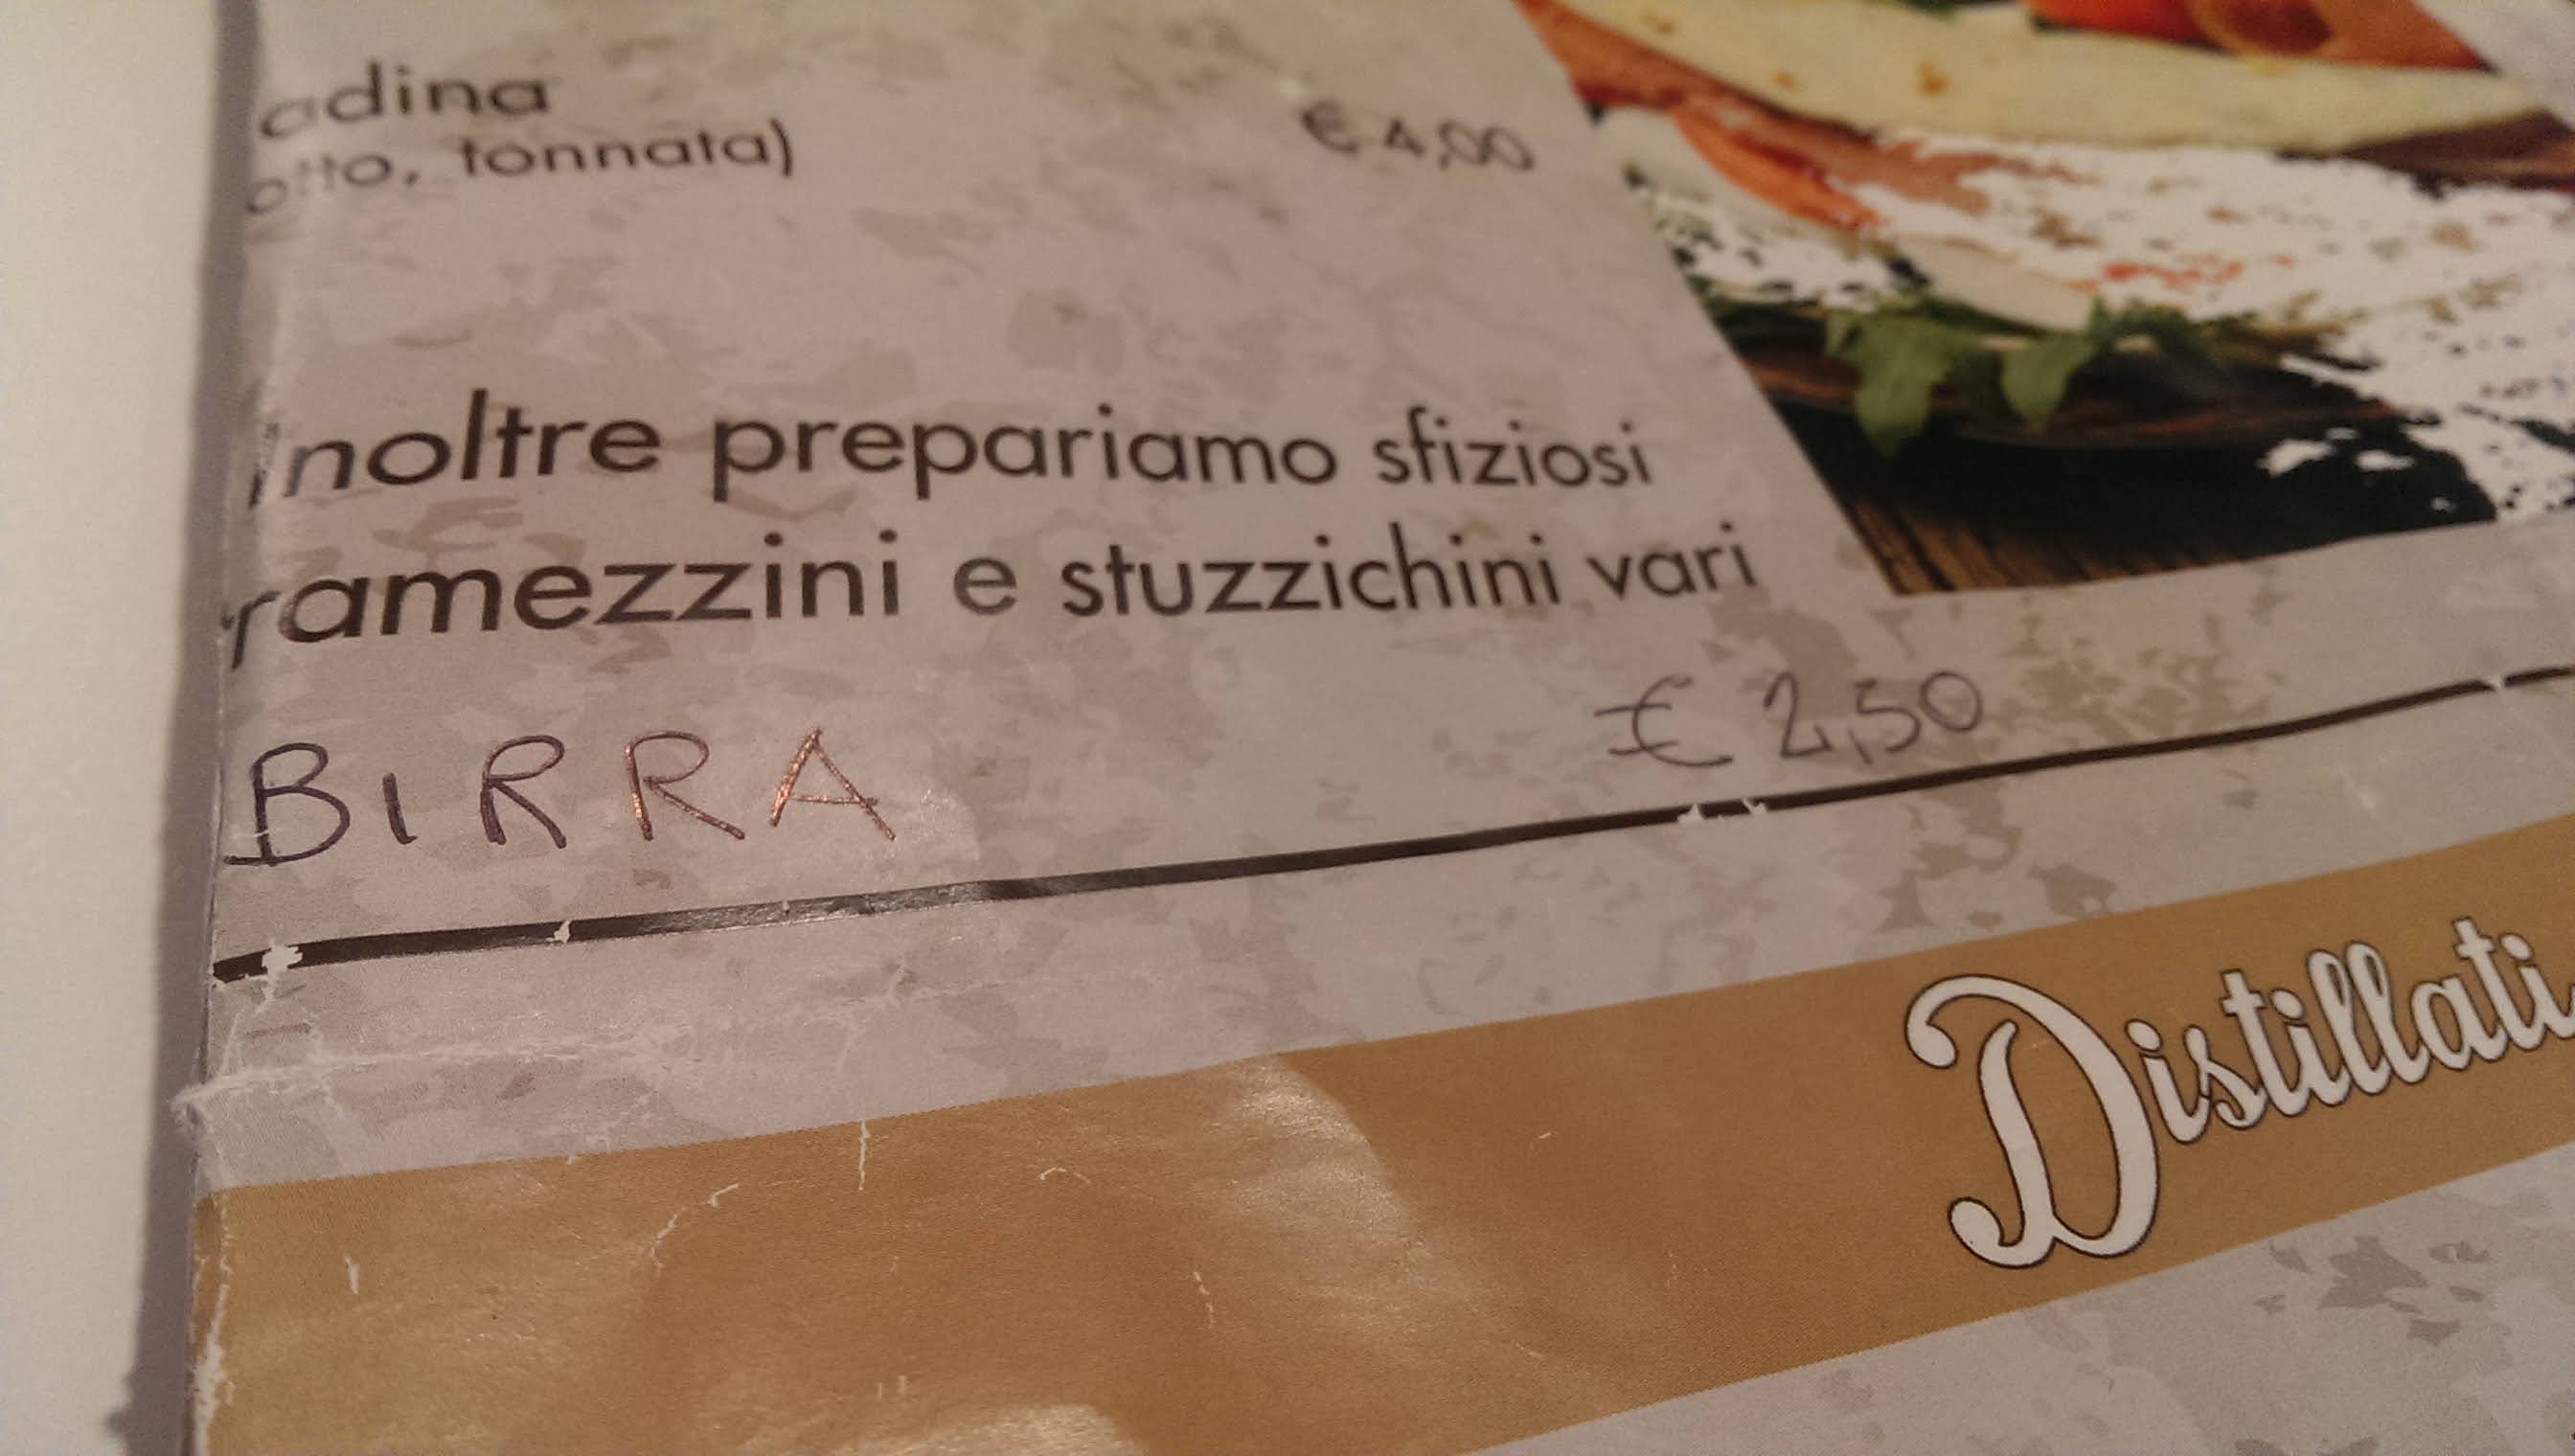 adina
otto, tonnata) € 4,00
inoltre prepariamo sfiziosi
ramezzini e stuzzichini vari
BIRRA € 2,50
Distillati